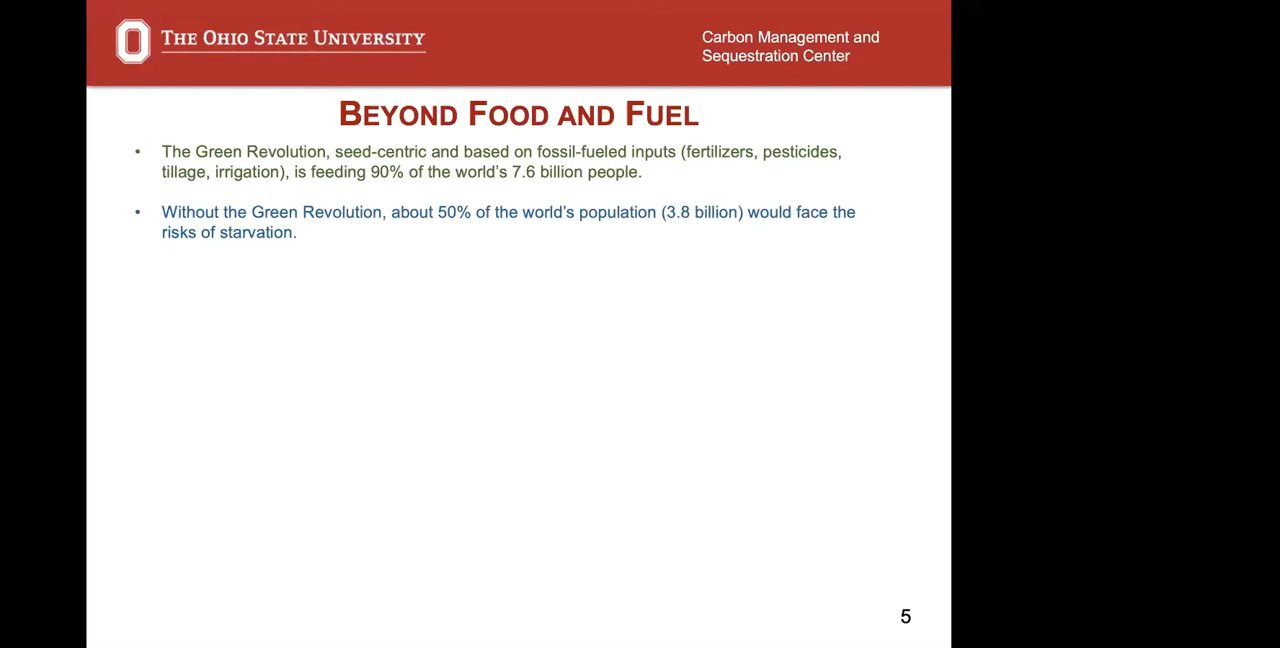 THE OHIO STATE UNIVERSITY
Carbon Management and
Sequestration Center
BEYOND FOOD AND FUEL
• The Green Revolution, seed-centric and based on fossil-fueled inputs (fertilizers, pesticides,
tillage, irrigation), is feeding 90% of the world's 7.6 billion people.
• Without the Green Revolution, about 50% of the world's population (3.8 billion) would face the
risks of starvation.
5